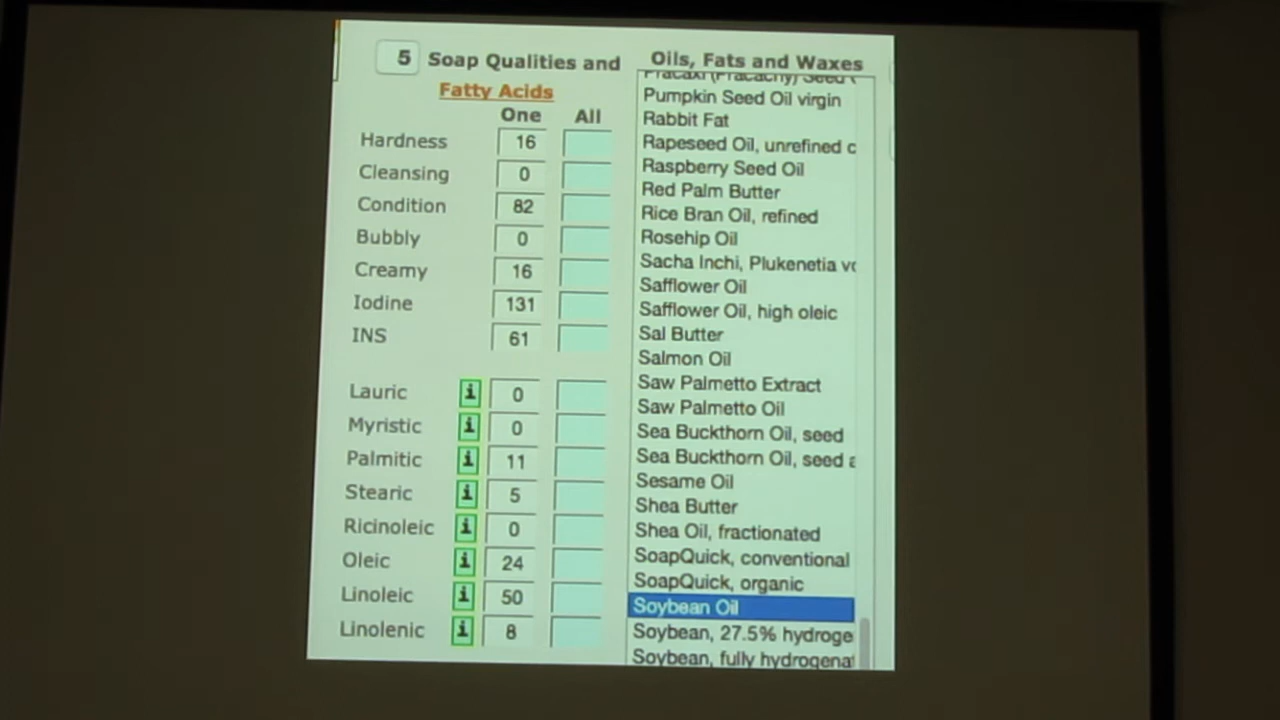 5 Soap Qualities and
Fatty Acids
One All
Hardness 16
Cleansing 0
Condition 82
Bubbly 0
Creamy 16
Iodine 131
INS 61
Lauric i 0
Myristic i 0
Palmitic i 11
Stearic i 5
Ricinoleic i 0
Oleic i 24
Linoleic i 50
Linolenic i 8
Oils, Fats and Waxes
Pracaxi (Pracachy) Seed
Pumpkin Seed Oil virgin
Rabbit Fat
Rapeseed Oil, unrefined c
Raspberry Seed Oil
Red Palm Butter
Rice Bran Oil, refined
Rosehip Oil
Sacha Inchi, Plukenetia vo
Safflower Oil
Safflower Oil, high oleic
Sal Butter
Salmon Oil
Saw Palmetto Extract
Saw Palmetto Oil
Sea Buckthorn Oil, seed
Sea Buckthorn Oil, seed a
Sesame Oil
Shea Butter
Shea Oil, fractionated
SoapQuick, conventional
SoapQuick, organic
Soybean Oil
Soybean, 27.5% hydroge
Soybean, fully hydrogenat